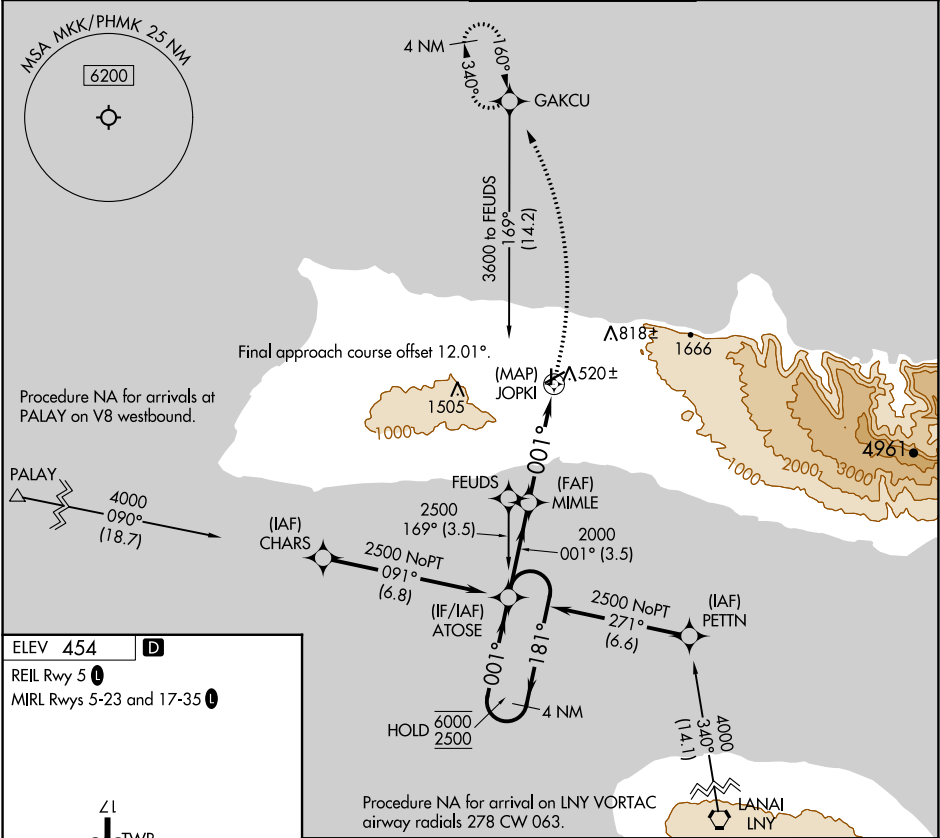 MSA MKK/PHMK 25 NM
6200
4 NM
340°
160°
GAKCU
3600 to FEUDS
169°
(14.2)
Final approach course offset 12.01°.
818±
1666
(MAP)
JOPKI
520±
1505
1000
Procedure NA for arrivals at
PALAY on V8 westbound.
4961
1000
2000
3000
001°
PALAY
4000
090°
(18.7)
FEUDS
(FAF)
MIMLE
2500
169° (3.5)
2000
001° (3.5)
(IAF)
CHARS
2500 NoPT
091°
(6.8)
(IF/IAF)
ATOSE
2500 NoPT
271°
(6.6)
(IAF)
PETTN
001°
181°
HOLD
6000
2500
4 NM
4000
340°
(14.1)
ELEV 454 D
REIL Rwy 5 L
MIRL Rwys 5-23 and 17-35 L
17
TWR
Procedure NA for arrival on LNY VORTAC
airway radials 278 CW 063.
LANAI
LNY